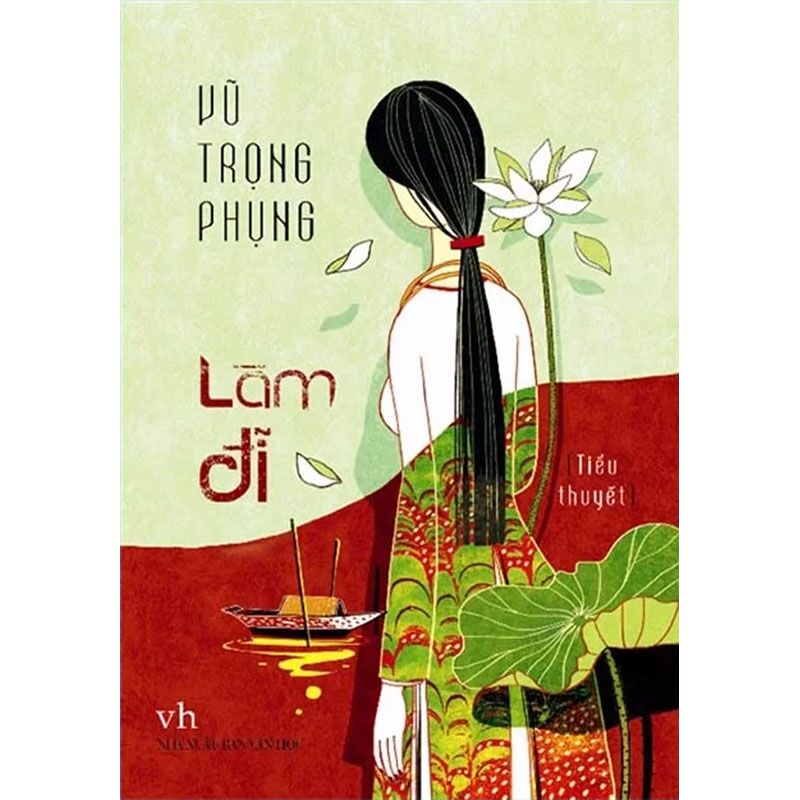 VŨ
TRỌNG
PHỤNG
Làm
đĩ
[Tiểu
thuyết]
vh
NHÀ XUẤT BẢN VĂN HỌC